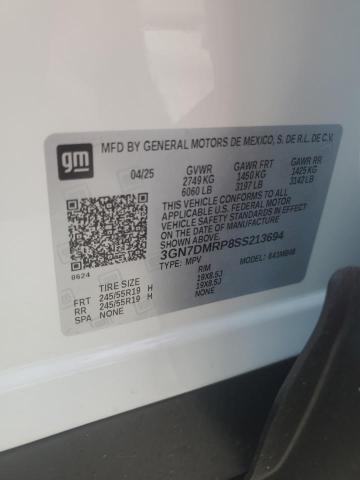 gm
MFD BY GENERAL MOTORS DE MEXICO, S. DE R.L. DE C.V.
04/25 GVWR GAWR FRT GAWR RR
2749 KG 1450 KG 1425 KG
6060 LB 3197 LB 3142 LB
THIS VEHICLE CONFORMS TO ALL APPLICABLE
VEHICLE SAFETY
STANDARDS IN EFFECT ON THE DATE OF MANUFACTURE SHOWN ABOVE.
3GN7DMRP8SS213694
TYPE: MPV MODEL:
0624
TIRE SIZE RIM
FRT 245/55R19 H 19X8.5J
RR 245/55R19 H 19X8.5J
SPA NONE NONE